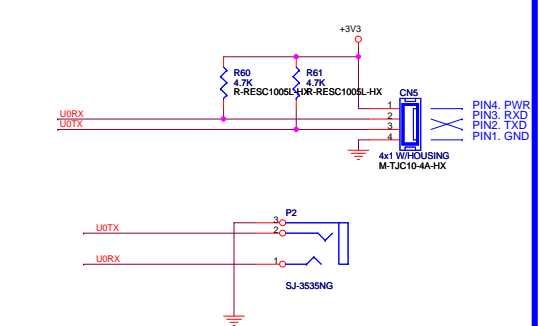 +3V3
R60
4.7K
R-RESC1005L-HX
R61
4.7K
R-RESC1005L-HX
CN5
U0RX
U0TX
1
2
3
4
PIN4. PWR
PIN3. RXD
PIN2. TXD
PIN1. GND
4x1 W/HOUSING
M-TJC10-4A-HX
P2
3
2
U0TX
U0RX
1
SJ-3535NG